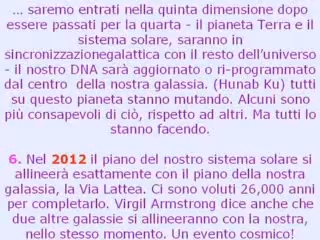 ... saremo entrati nella quinta dimensione dopo
essere passati per la quarta - il pianeta Terra e il
sistema solare, saranno in
sincronizzazionegalattica con il resto dell'universo
- il nostro DNA sarà aggiornato o ri-programmato
dal centro della nostra galassia. (Hunab Ku) tutti
su questo pianeta stanno mutando. Alcuni sono
più consapevoli di ciò, rispetto ad altri. Ma tutti lo
stanno facendo.
6. Nel 2012 il piano del nostro sistema solare si
allineerà esattamente con il piano della nostra
galassia, la Via Lattea. Ci sono voluti 26,000 anni
per completarlo. Virgil Armstrong dice anche che
due altre galassie si allineeranno con la nostra,
nello stesso momento. Un evento cosmico!